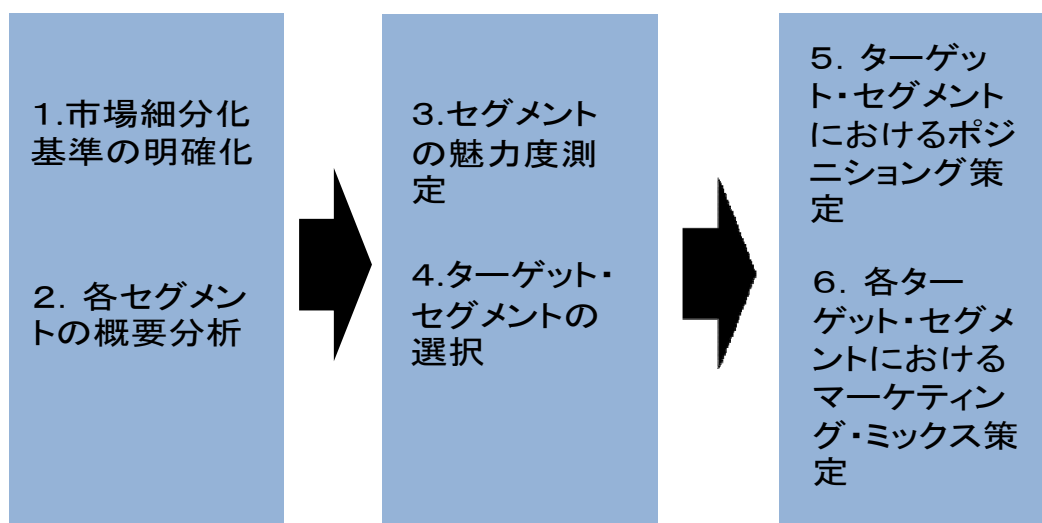 １.市場細分化
基準の明確化
２．各セグメン
トの概要分析
３.セグメント
の魅力度測
定
４.ターゲット・
セグメントの
選択
５．ターゲッ
ト・セグメント
におけるポジ
ニショング策
定
６．各ター
ゲット・セグメ
ントにおける
マーケティン
グ・ミックス策
定